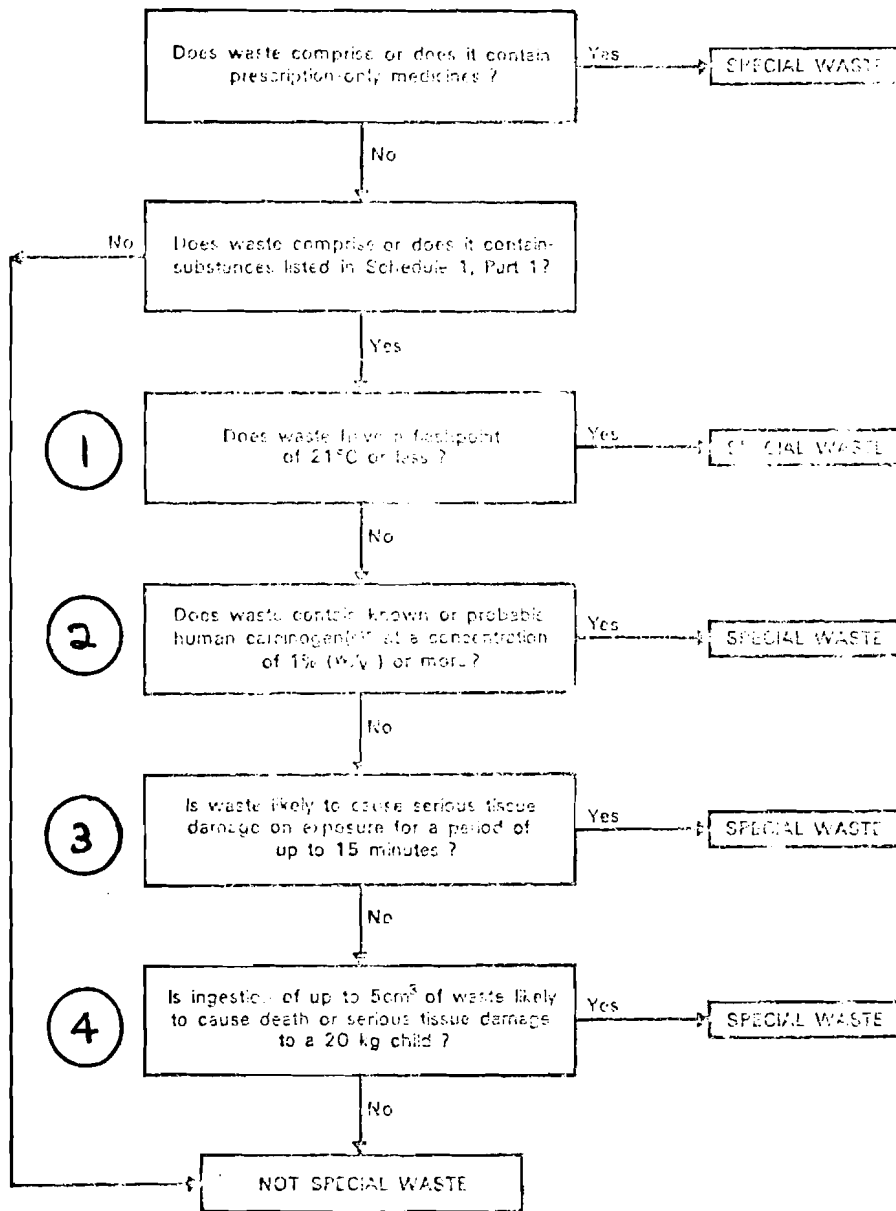 Does waste comprise or does it contain
prescription-only medicines ?
Yes
SPECIAL WASTE
No
No
Does waste comprise or does it contain
substances listed in Schedule 1, Part 1?
Yes
1
Does waste have a flashpoint
of 21°C or less ?
Yes
SPECIAL WASTE
No
2
Does waste contain known or probable
human at a concentration
of 1% or more ?
Yes
SPECIAL WASTE
No
3
Is waste likely to cause serious tissue
damage on exposure for a period of
up to 15 minutes ?
Yes
SPECIAL WASTE
No
4
Is ingestion of up to 5cm³ of waste likely
to cause death or serious tissue damage
to a 20 kg child ?
Yes
SPECIAL WASTE
No
NOT SPECIAL WASTE